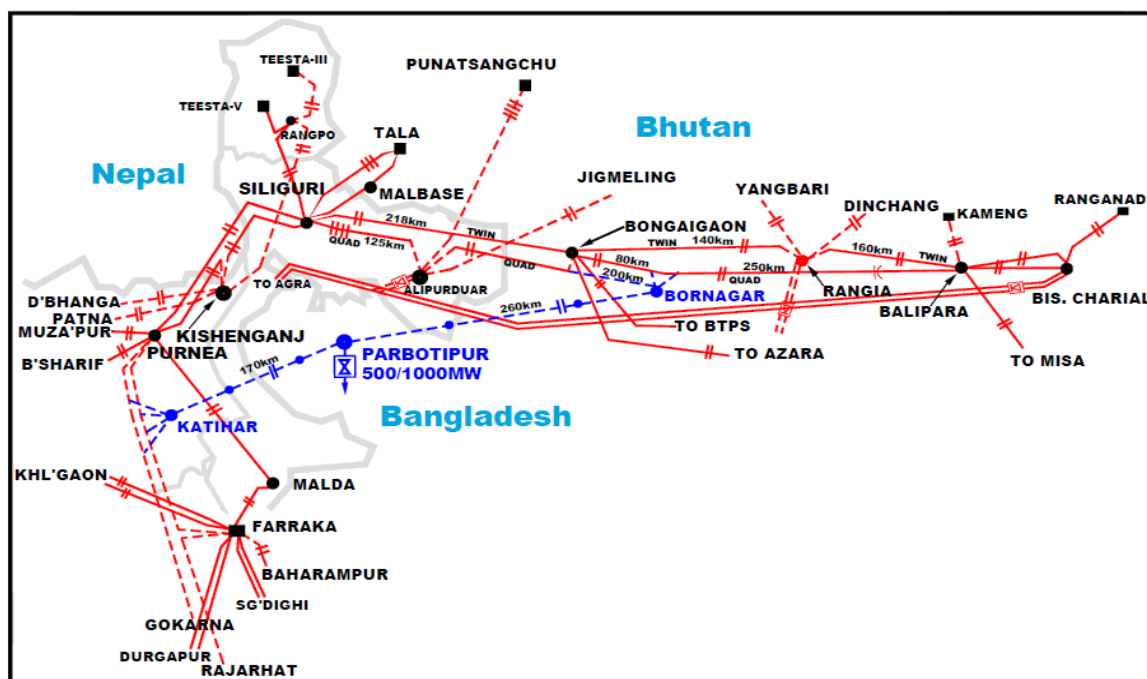 TEESTA-III
PUNATSANGCHU
TEESTA-V
RANGPO
TALA
Bhutan
Nepal
MALBASE
JIGMELING
YANGBARI
DINCHANG
KAMENG
RANGANAD
SILIGURI
218km
TWIN
QUAD
125km
BONGAIGAON
TWIN
140km
160km
TWIN
QUAD
80km
200km
250km
QUAD
TO AGRA
ALIPURDUAR
BORNAGAR
RANGIA
BALIPARA
BIS. CHARIAL
D'BHANGA
PATNA
MUZA'PUR
KISHENGANJ
PURNEA
B'SHARIF
260km
TO BTPS
TO AZARA
TO MISA
170km
PARBOTIPUR
500/1000MW
KATIHAR
Bangladesh
KHL'GAON
MALDA
FARRAKA
BAHARAMPUR
SG'DIGHI
GOKARNA
DURGAPUR
RAJARHAT